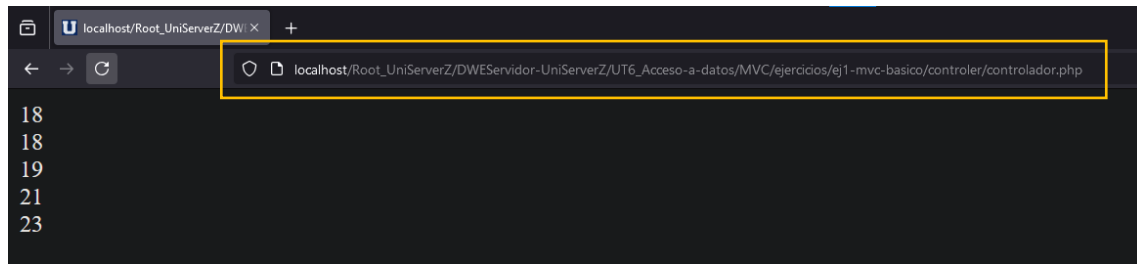 localhost/Root_UniServerZ/DWE
localhost/Root_UniServerZ/DWEServidor-UniServerZ/UT6_Acceso-a-datos/MVC/ejercicios/ej1-mvc-basico/controler/controlador.php
18
18
19
21
23